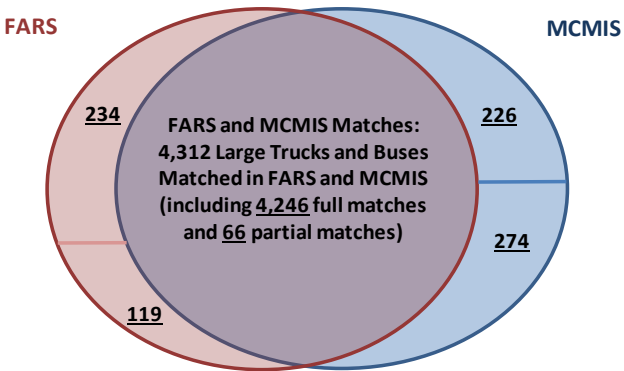 FARS
MCMIS
234
226
FARS and MCMIS Matches:
4,312 Large Trucks and Buses
Matched in FARS and MCMIS
(including 4,246 full matches
and 66 partial matches)
274
119